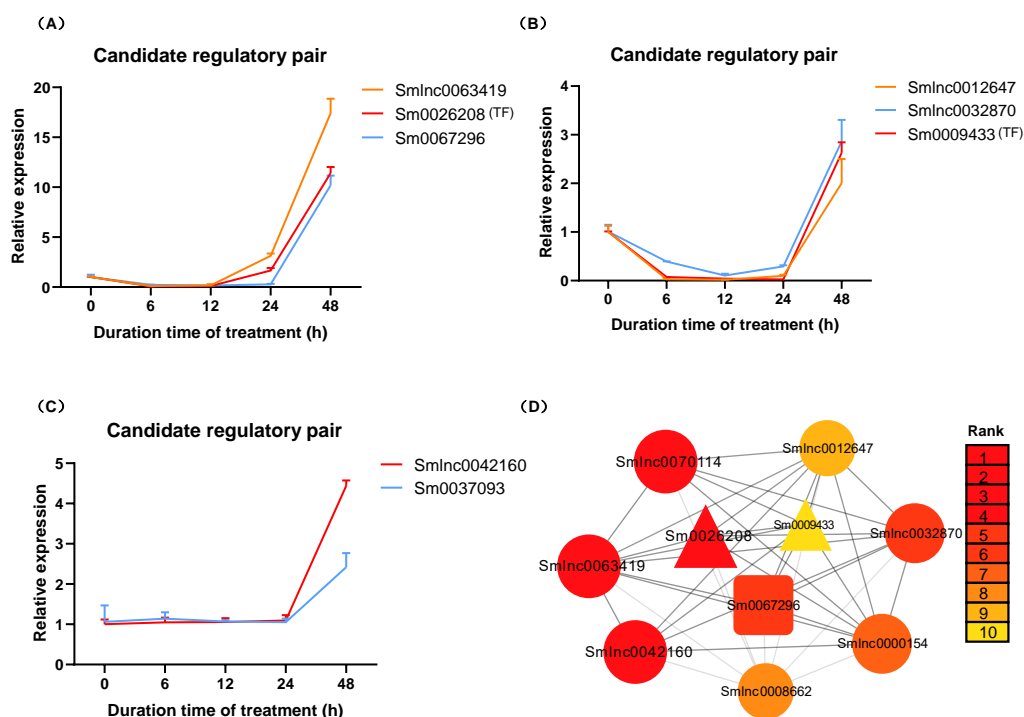 (A)
Candidate regulatory pair
Relative expression
20
15
10
5
0
0 6 12 24 48
Duration time of treatment (h)
Smlnc0063419
Sm0026208 (TF)
Sm0067296
(B)
Candidate regulatory pair
Relative expression
4
3
2
1
0
0 6 12 24 48
Duration time of treatment (h)
Smlnc0012647
Smlnc0032870
Sm0009433 (TF)
(C)
Candidate regulatory pair
Relative expression
5
4
3
2
1
0
0 6 12 24 48
Duration time of treatment (h)
Smlnc0042160
Sm0037093
(D)
Smlnc0012647
Smlnc0070114
Sm0009433
Sm0026208
Smlnc0032870
Smlnc0063419
Sm0067296
Smlnc0000154
Smlnc0042160
Smlnc0008662
Rank
1
2
3
4
5
6
7
8
9
10